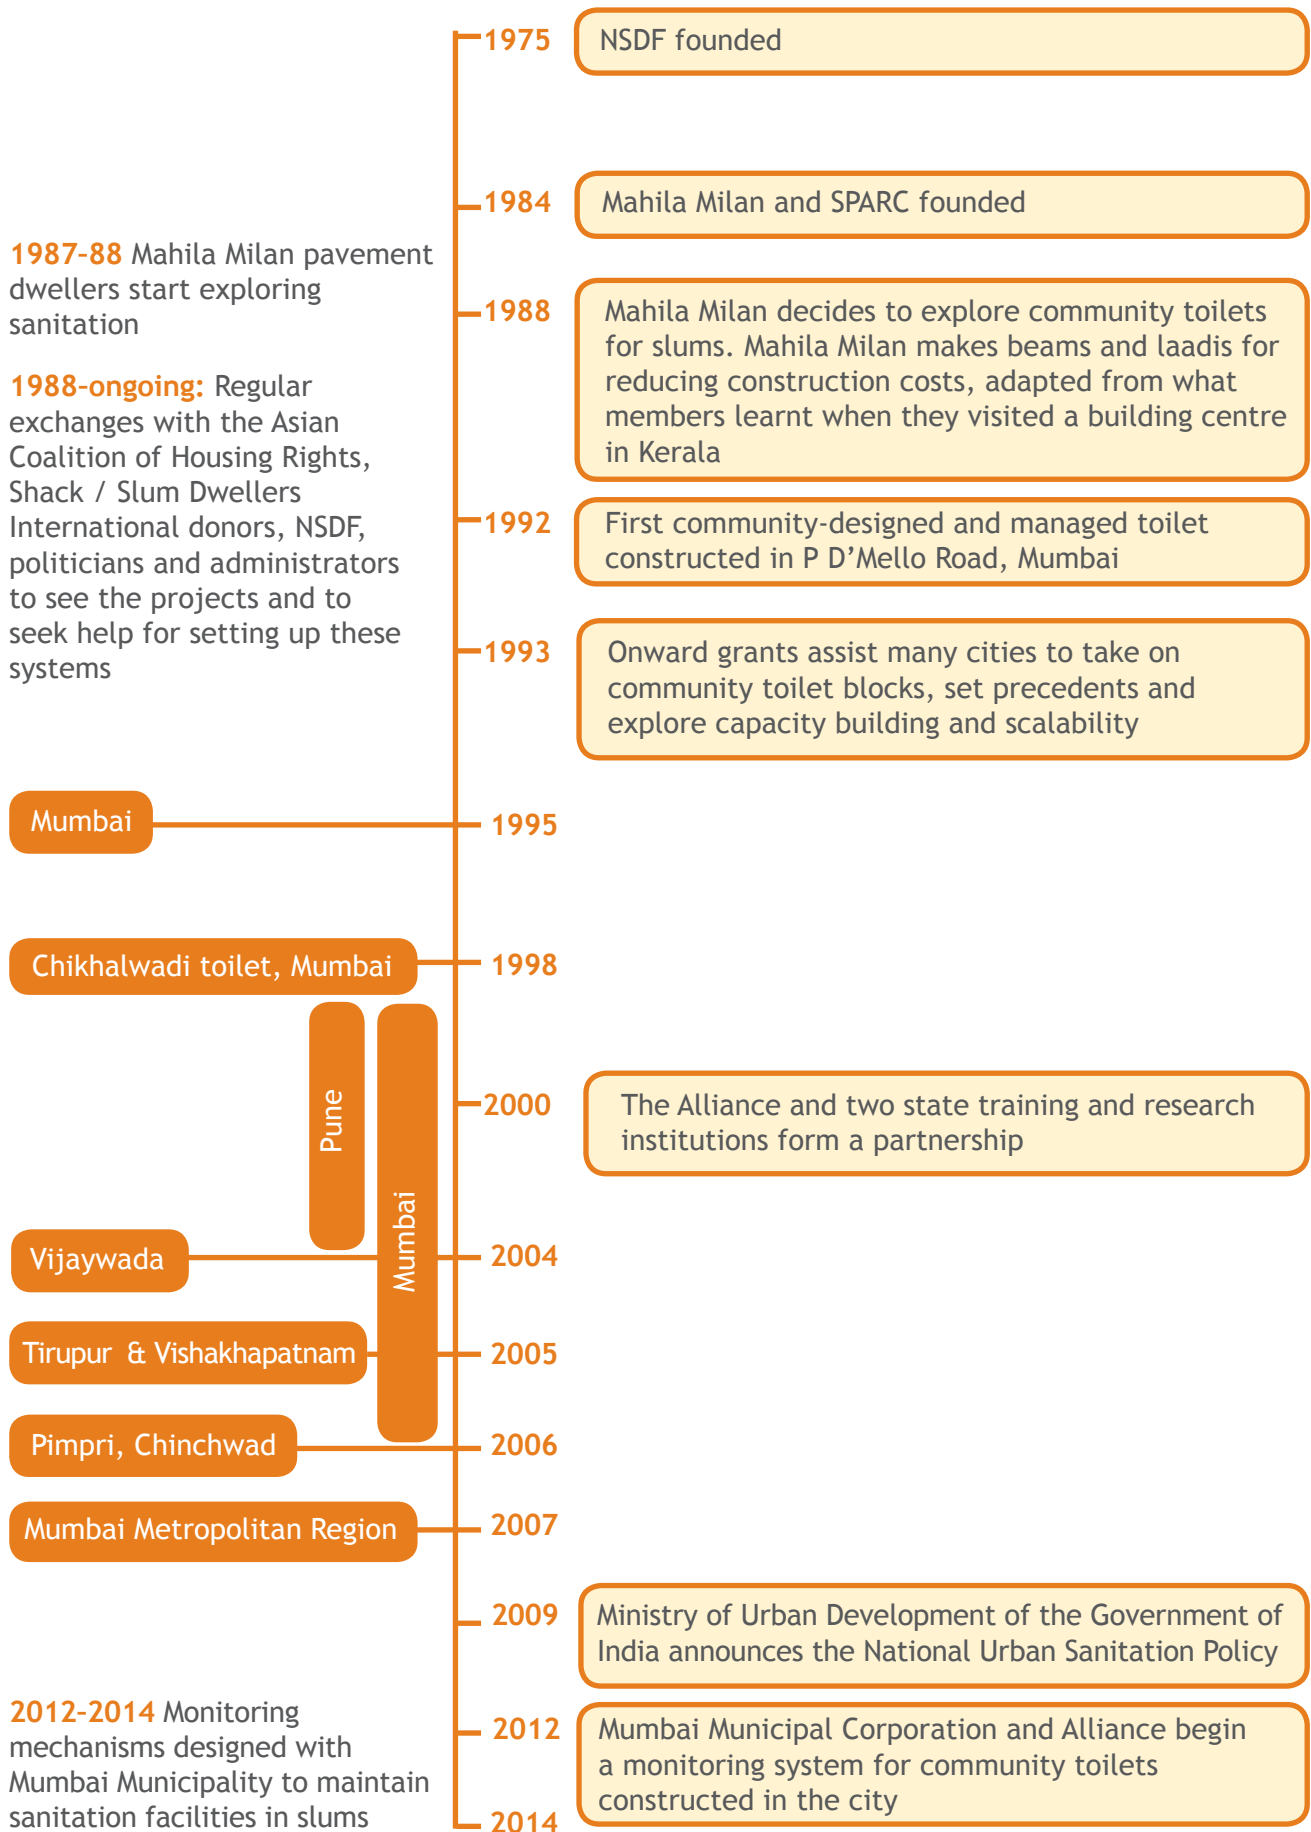 1975
NSDF founded
1984
Mahila Milan and SPARC founded
1987-88 Mahila Milan pavement
dwellers start exploring
sanitation
1988
Mahila Milan decides to explore community toilets
for slums. Mahila Milan makes beams and laadis for
reducing construction costs, adapted from what
members learnt when they visited a building centre
in Kerala
1988-ongoing: Regular
exchanges with the Asian
Coalition of Housing Rights,
Shack / Slum Dwellers
International donors, NSDF,
politicians and administrators
to see the projects and to
seek help for setting up these
systems
1992
First community-designed and managed toilet
constructed in P D’Mello Road, Mumbai
1993
Onward grants assist many cities to take on
community toilet blocks, set precedents and
explore capacity building and scalability
Mumbai
1995
Chikhalwadi toilet, Mumbai
1998
Pune
Mumbai
2000
The Alliance and two state training and research
institutions form a partnership
Vijaywada
2004
Tirupur & Vishakhapatnam
2005
Pimpri, Chinchwad
2006
Mumbai Metropolitan Region
2007
2009
Ministry of Urban Development of the Government of
India announces the National Urban Sanitation Policy
2012-2014 Monitoring
mechanisms designed with
Mumbai Municipality to maintain
sanitation facilities in slums
2012
Mumbai Municipal Corporation and Alliance begin
a monitoring system for community toilets
constructed in the city
2014